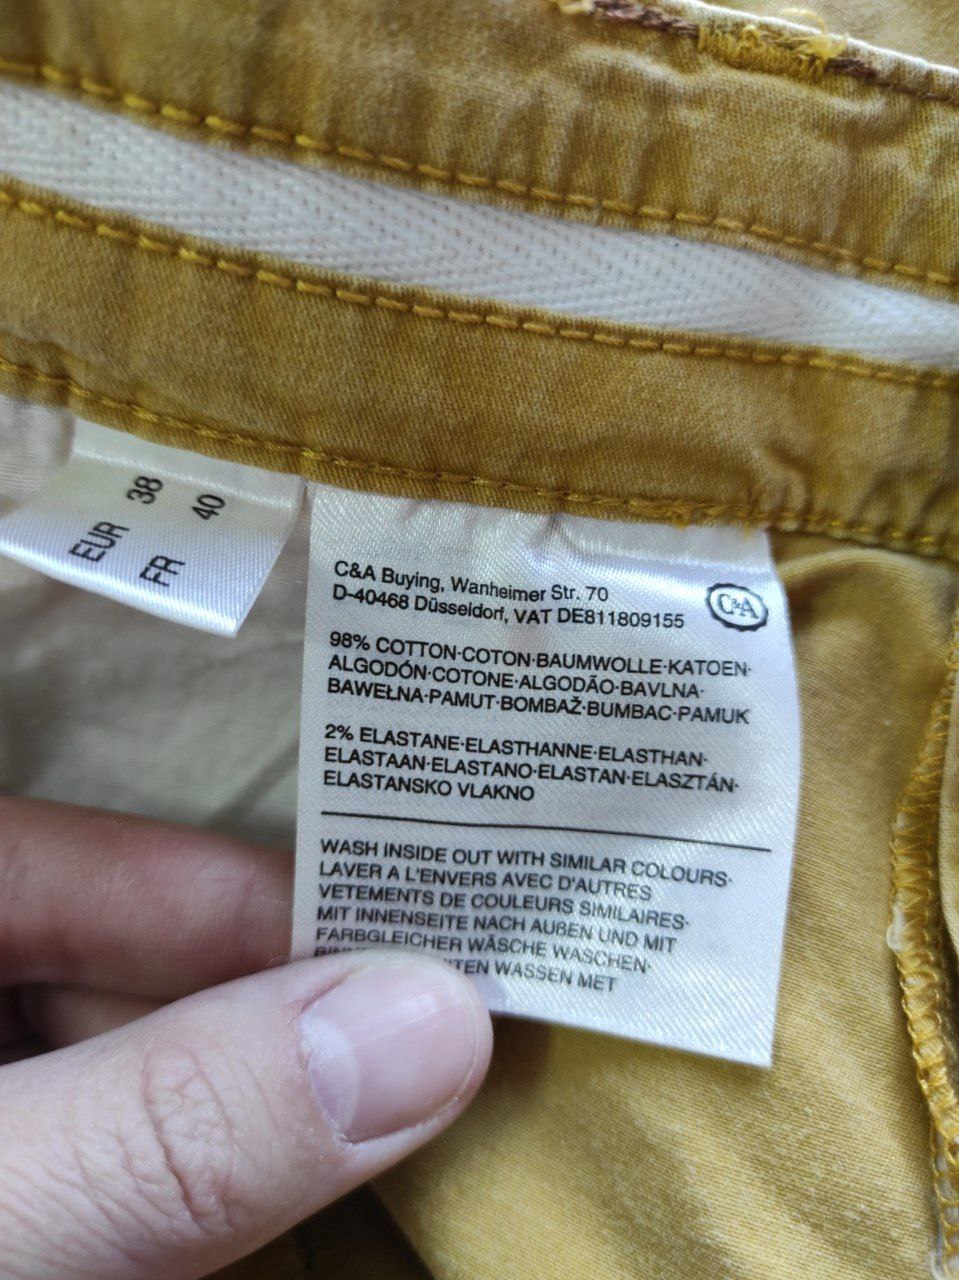 EUR 38
FR 40
C&A Buying, Wanheimer Str. 70
D-40468 Düsseldorf, VAT DE811809155
C&A
98% COTTON·COTON·BAUMWOLLE·KATOEN·
ALGODÓN·COTONE·ALGODÃO·BAVLNA·
BAWEŁNA·PAMUT·BOMBAŽ·BUMBAC·PAMUK
2% ELASTANE·ELASTHANNE·ELASTHAN·
ELASTAAN·ELASTANO·ELASTAN·ELASZTÁN·
ELASTANSKO VLAKNO
WASH INSIDE OUT WITH SIMILAR COLOURS·
LAVER A L'ENVERS AVEC D'AUTRES
VETEMENTS DE COULEURS SIMILAIRES·
MIT INNENSEITE NACH AUßEN UND MIT
FARBGLEICHER WÄSCHE WASCHEN·
WASSEN MET